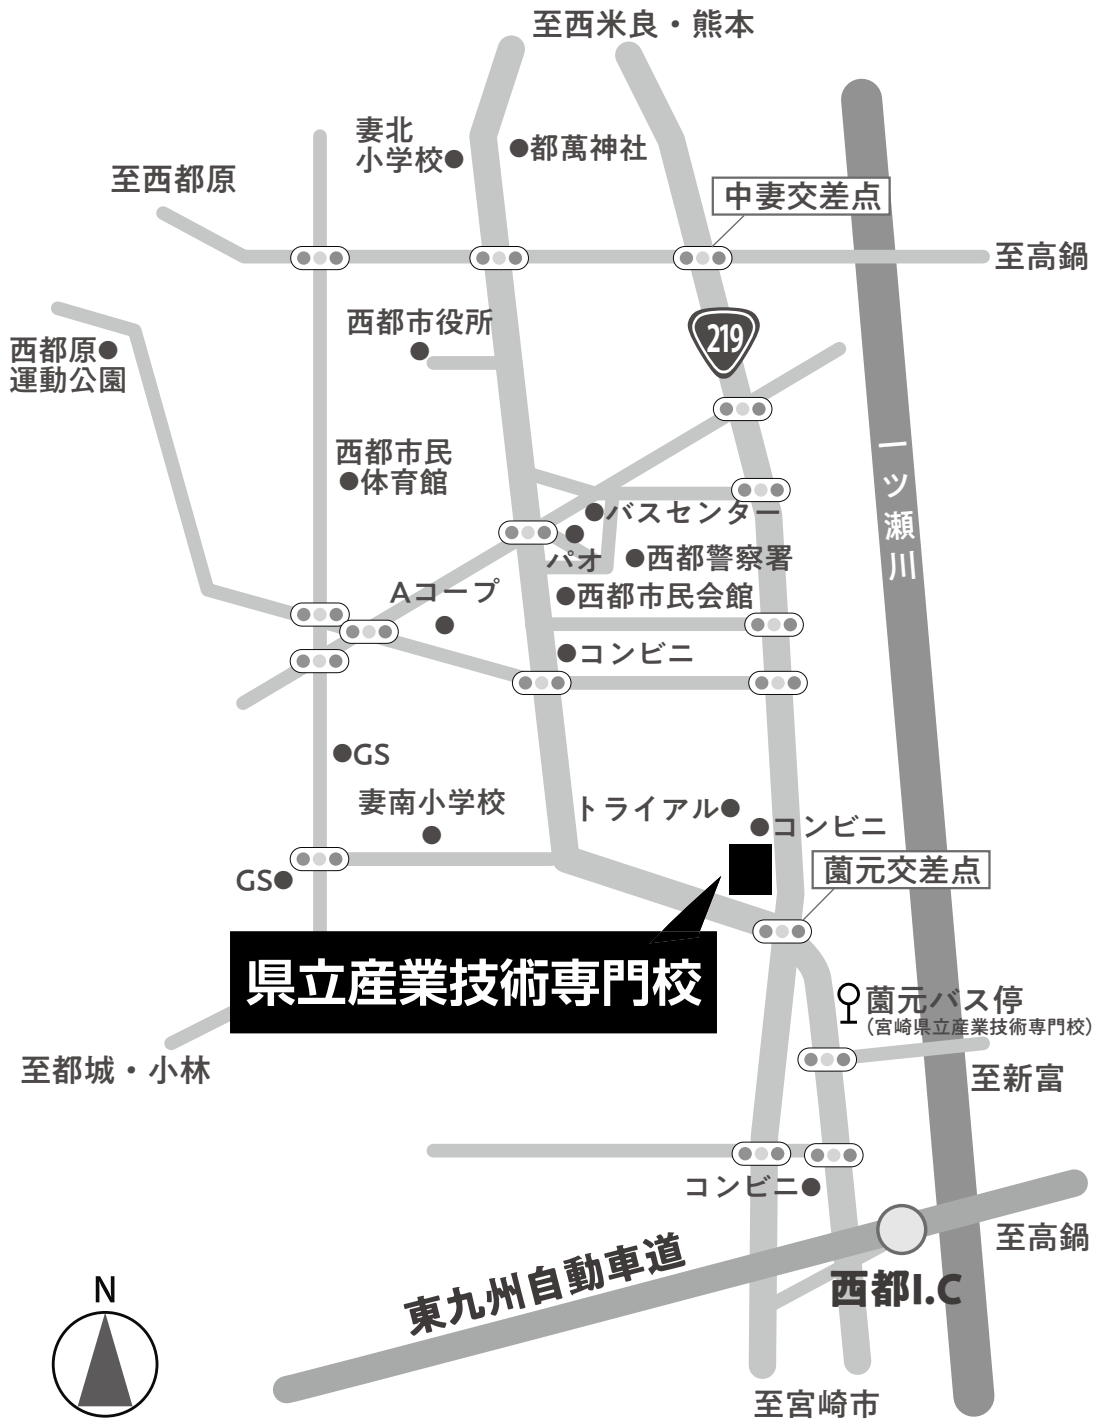 至西米良・熊本
妻北
小学校
都萬神社
至西都原
中妻交差点
至高鍋
西都市役所
219
西都原
運動公園
西都市民
体育館
一ツ瀬川
バスセンター
パオ
西都警察署
Aコープ
西都市民会館
コンビニ
GS
妻南小学校
トライアル
コンビニ
薗元交差点
GS
県立産業技術専門校
薗元バス停
(宮崎県立産業技術専門校)
至都城・小林
至新富
コンビニ
至高鍋
東九州自動車道
西都I.C
N
至宮崎市